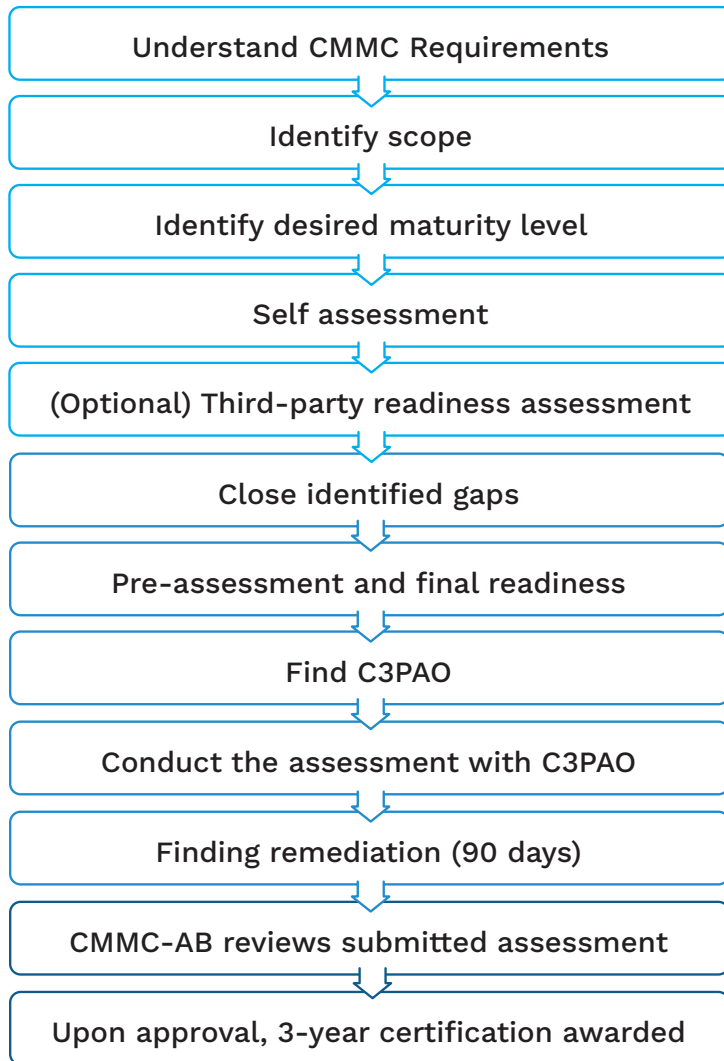 Understand CMMC Requirements
Identify scope
Identify desired maturity level
Self assessment
(Optional) Third-party readiness assessment
Close identified gaps
Pre-assessment and final readiness
Find C3PAO
Conduct the assessment with C3PAO
Finding remediation (90 days)
CMMC-AB reviews submitted assessment
Upon approval, 3-year certification awarded